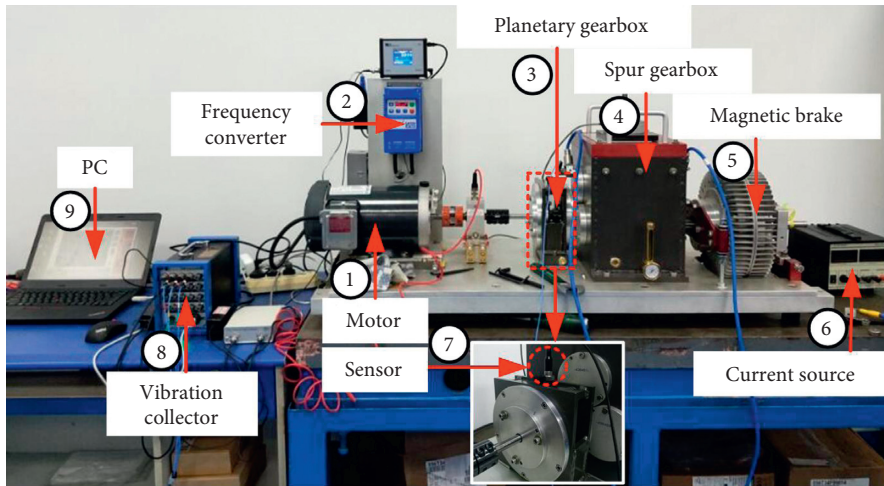 Planetary gearbox
3
Spur gearbox
2
Frequency
converter
4
Magnetic brake
5
PC
9
1
Motor
6
7
8
Sensor
Current source
Vibration
collector